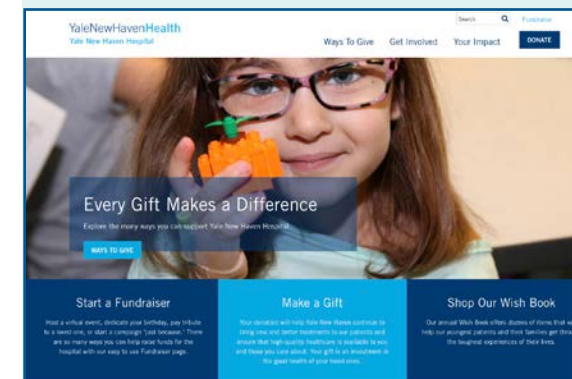 Search
Fundraise
YaleNewHavenHealth
Yale New Haven Hospital
Ways To Give Get Involved Your Impact DONATE
Every Gift Makes a Difference
Explore the many ways you can support Yale New Haven Hospital.
WAYS TO GIVE
Start a Fundraiser
Host a virtual event, dedicate your birthday, pay tribute
to a loved one, or start a campaign "just because." There
are so many ways you can help raise funds for the
hospital with our easy to use Fundraiser page.
Make a Gift
Your donation will help Yale New Haven continue to
bring new and better treatments to our patients and
ensure that high-quality healthcare is available to you
and those you care about. Your gift is an investment in
the good health of your loved ones.
Shop Our Wish Book
Our annual Wish Book offers dozens of items that
help our youngest patients and their families get
the toughest experiences of their lives.